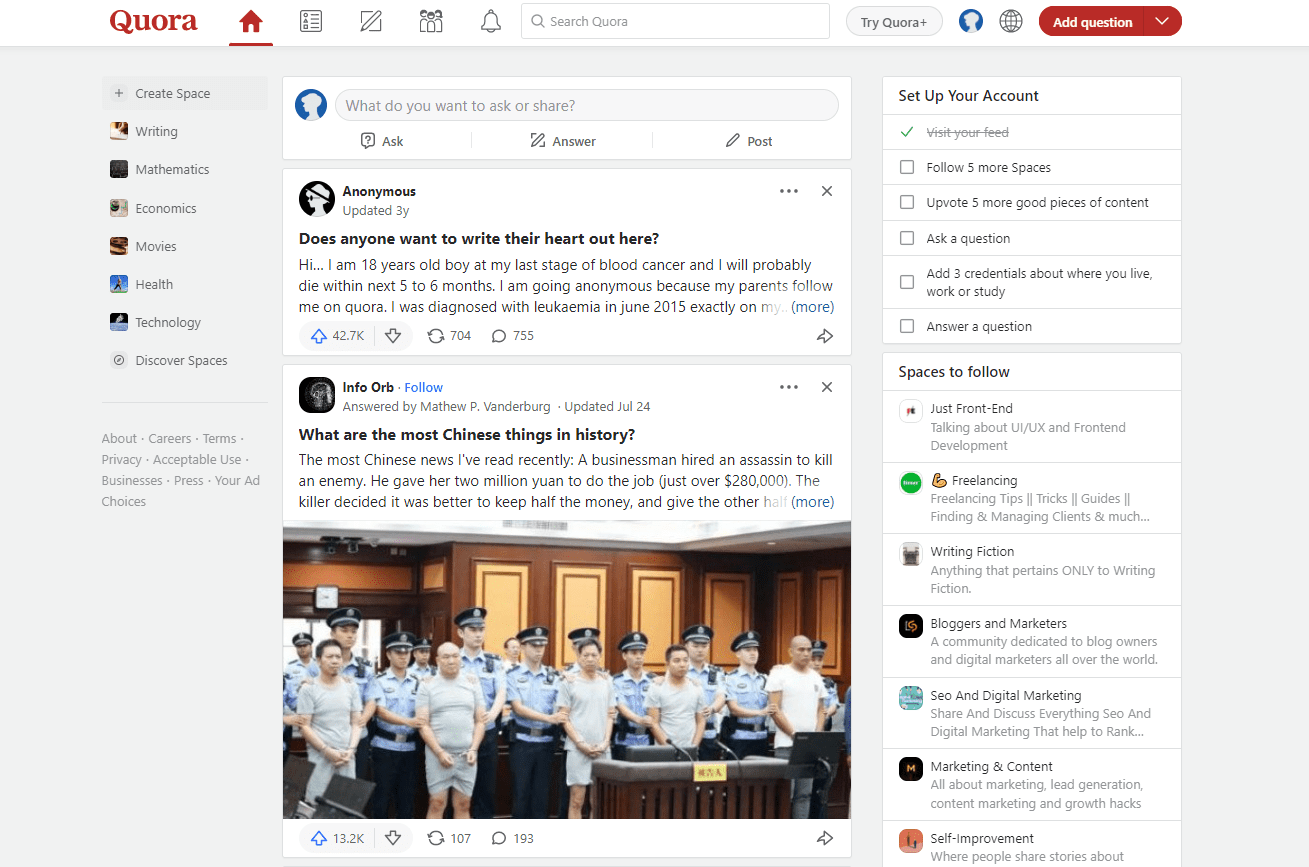 Quora
Search Quora
Try Quora+
Add question
Create Space
Writing
Mathematics
Economics
Movies
Health
Technology
Discover Spaces
About · Careers · Terms ·
Privacy · Acceptable Use ·
Businesses · Press · Your Ad
Choices
What do you want to ask or share?
Ask
Answer
Post
Anonymous
Updated 3y
Does anyone want to write their heart out here?
Hi... I am 18 years old boy at my last stage of blood cancer and I will probably
die within next 5 to 6 months. I am going anonymous because my parents follow
me on quora. I was diagnosed with leukaemia in june 2015 exactly on my.. (more)
42.7K
704
755
Info Orb · Follow
Answered by Mathew P. Vanderburg · Updated Jul 24
What are the most Chinese things in history?
The most Chinese news I've read recently: A businessman hired an assassin to kill
an enemy. He gave her two million yuan to do the job (just over $280,000). The
killer decided it was better to keep half the money, and give the other half (more)
被告人
13.2K
107
193
Set Up Your Account
Visit your feed
Follow 5 more Spaces
Upvote 5 more good pieces of content
Ask a question
Add 3 credentials about where you live,
work or study
Answer a question
Spaces to follow
Just Front-End
Talking about UI/UX and Frontend
Development
Freelancing
Freelancing Tips || Tricks || Guides ||
Finding & Managing Clients & much...
Writing Fiction
Anything that pertains ONLY to Writing
Fiction.
Bloggers and Marketers
A community dedicated to blog owners
and digital marketers all over the world.
Seo And Digital Marketing
Share And Discuss Everything Seo And
Digital Marketing That help to Rank...
M
Marketing & Content
All about marketing, lead generation,
content marketing and growth hacks
Self-Improvement
Where people share stories about